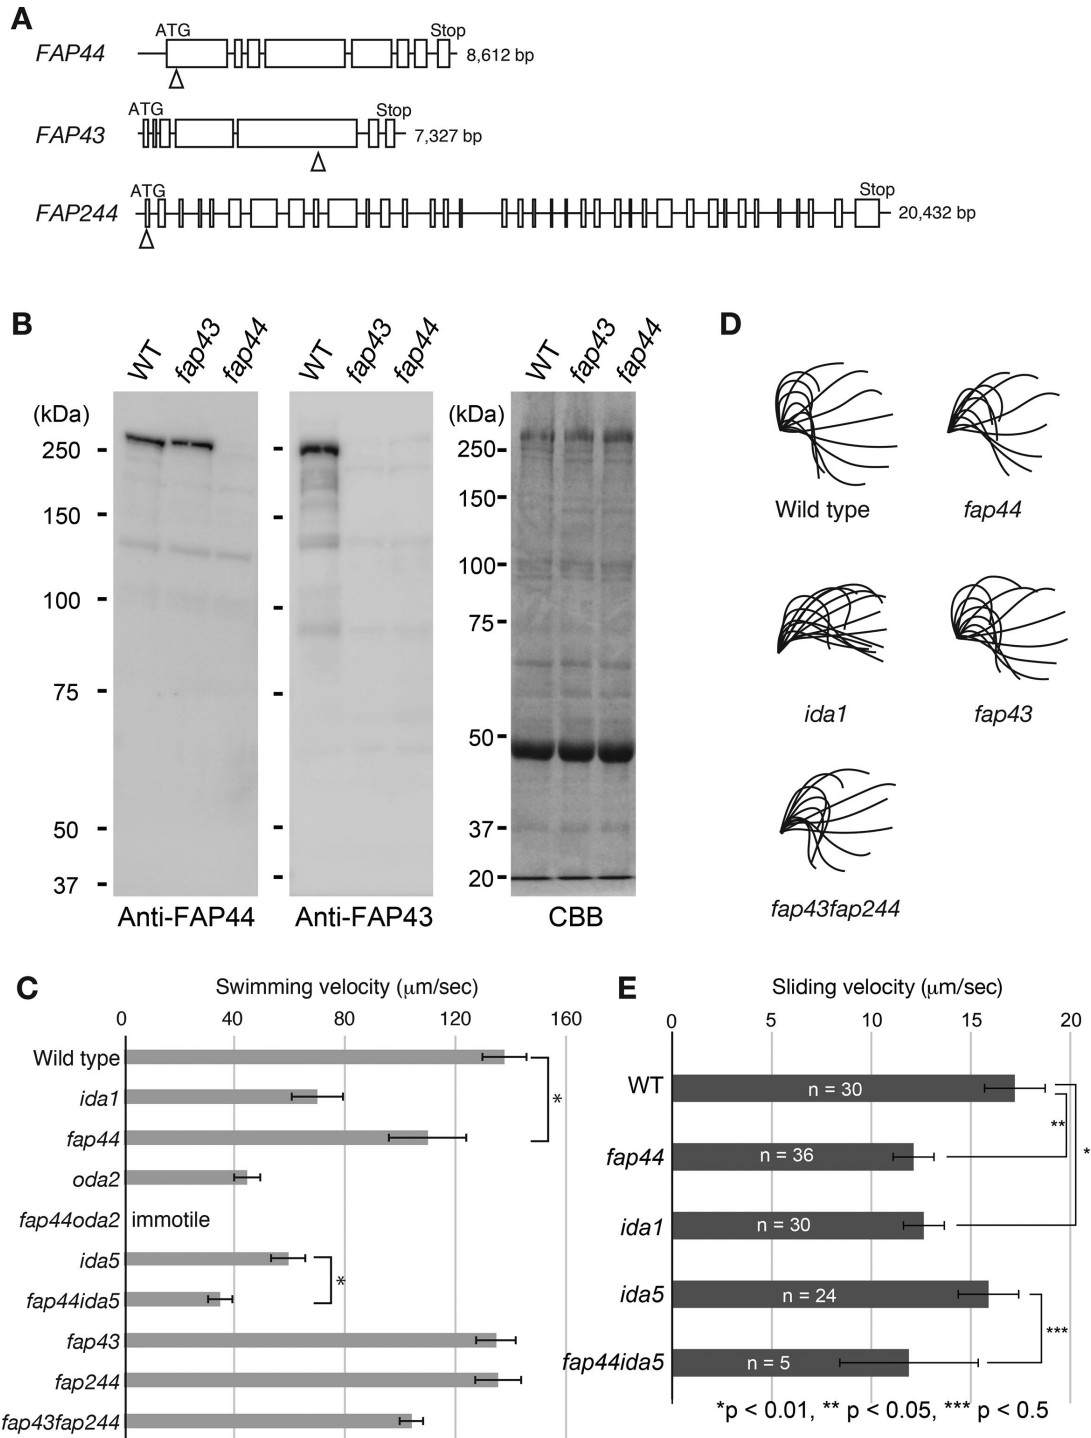 A
FAP44
ATG
Stop
8,612 bp
FAP43
ATG
Stop
7,327 bp
FAP244
ATG
Stop
20,432 bp
B
WT fap43 fap44
WT fap43 fap44
WT fap43 fap44
(kDa)
250
150
100
75
50
37
(kDa)
250
150
100
75
50
37
20
Anti-FAP44
Anti-FAP43
CBB
D
Wild type
fap44
ida1
fap43
fap43fap244
C
Swimming velocity (μm/sec)
0 40 80 120 160
Wild type
*
ida1
fap44
oda2
fap44oda2 immotile
ida5
*
fap44ida5
fap43
fap244
fap43fap244
E
Sliding velocity (μm/sec)
0 5 10 15 20
WT n = 30
**
*
fap44 n = 36
ida1 n = 30
ida5 n = 24
***
fap44ida5 n = 5
*p < 0.01, ** p < 0.05, *** p < 0.5